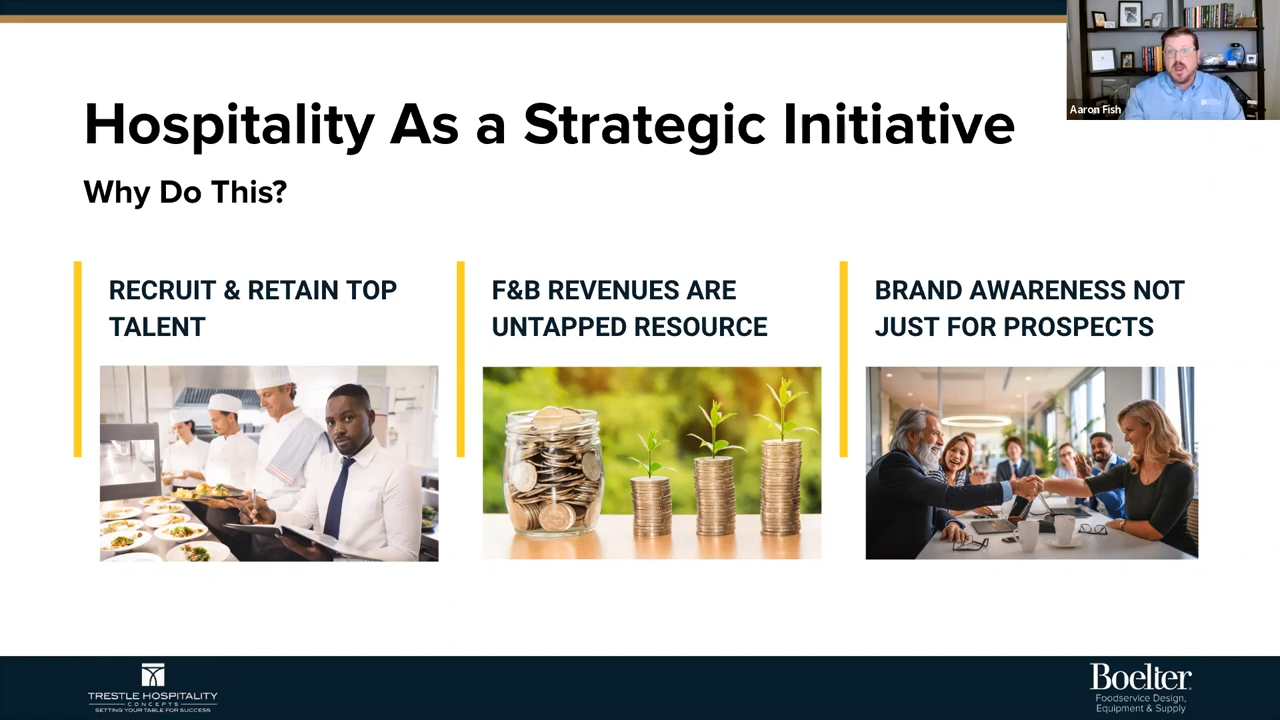 Aaron Fish
Hospitality As a Strategic Initiative
Why Do This?
RECRUIT & RETAIN TOP
TALENT
F&B REVENUES ARE
UNTAPPED RESOURCE
BRAND AWARENESS NOT
JUST FOR PROSPECTS
TRESTLE HOSPITALITY
CONCEPTS
SETTING YOUR TABLE FOR SUCCESS
Boelter
Foodservice Design,
Equipment & Supply